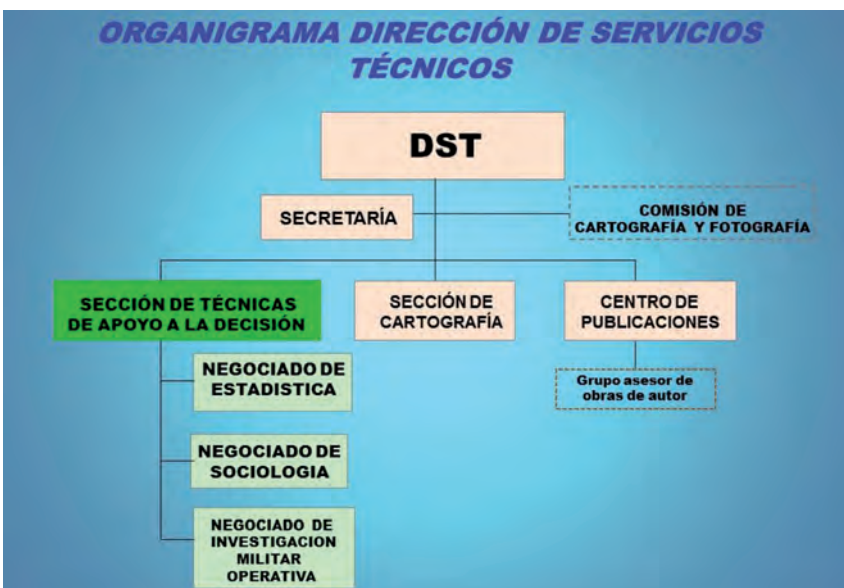 ORGANIGRAMA DIRECCIÓN DE SERVICIOS
TÉCNICOS
DST
SECRETARÍA
COMISIÓN DE
CARTOGRAFÍA Y FOTOGRAFÍA
SECCIÓN DE TÉCNICAS
DE APOYO A LA DECISIÓN
SECCIÓN DE
CARTOGRAFÍA
CENTRO DE
PUBLICACIONES
Grupo asesor de
obras de autor
NEGOCIADO DE
ESTADISTICA
NEGOCIADO DE
SOCIOLOGIA
NEGOCIADO DE
INVESTIGACION
MILITAR
OPERATIVA